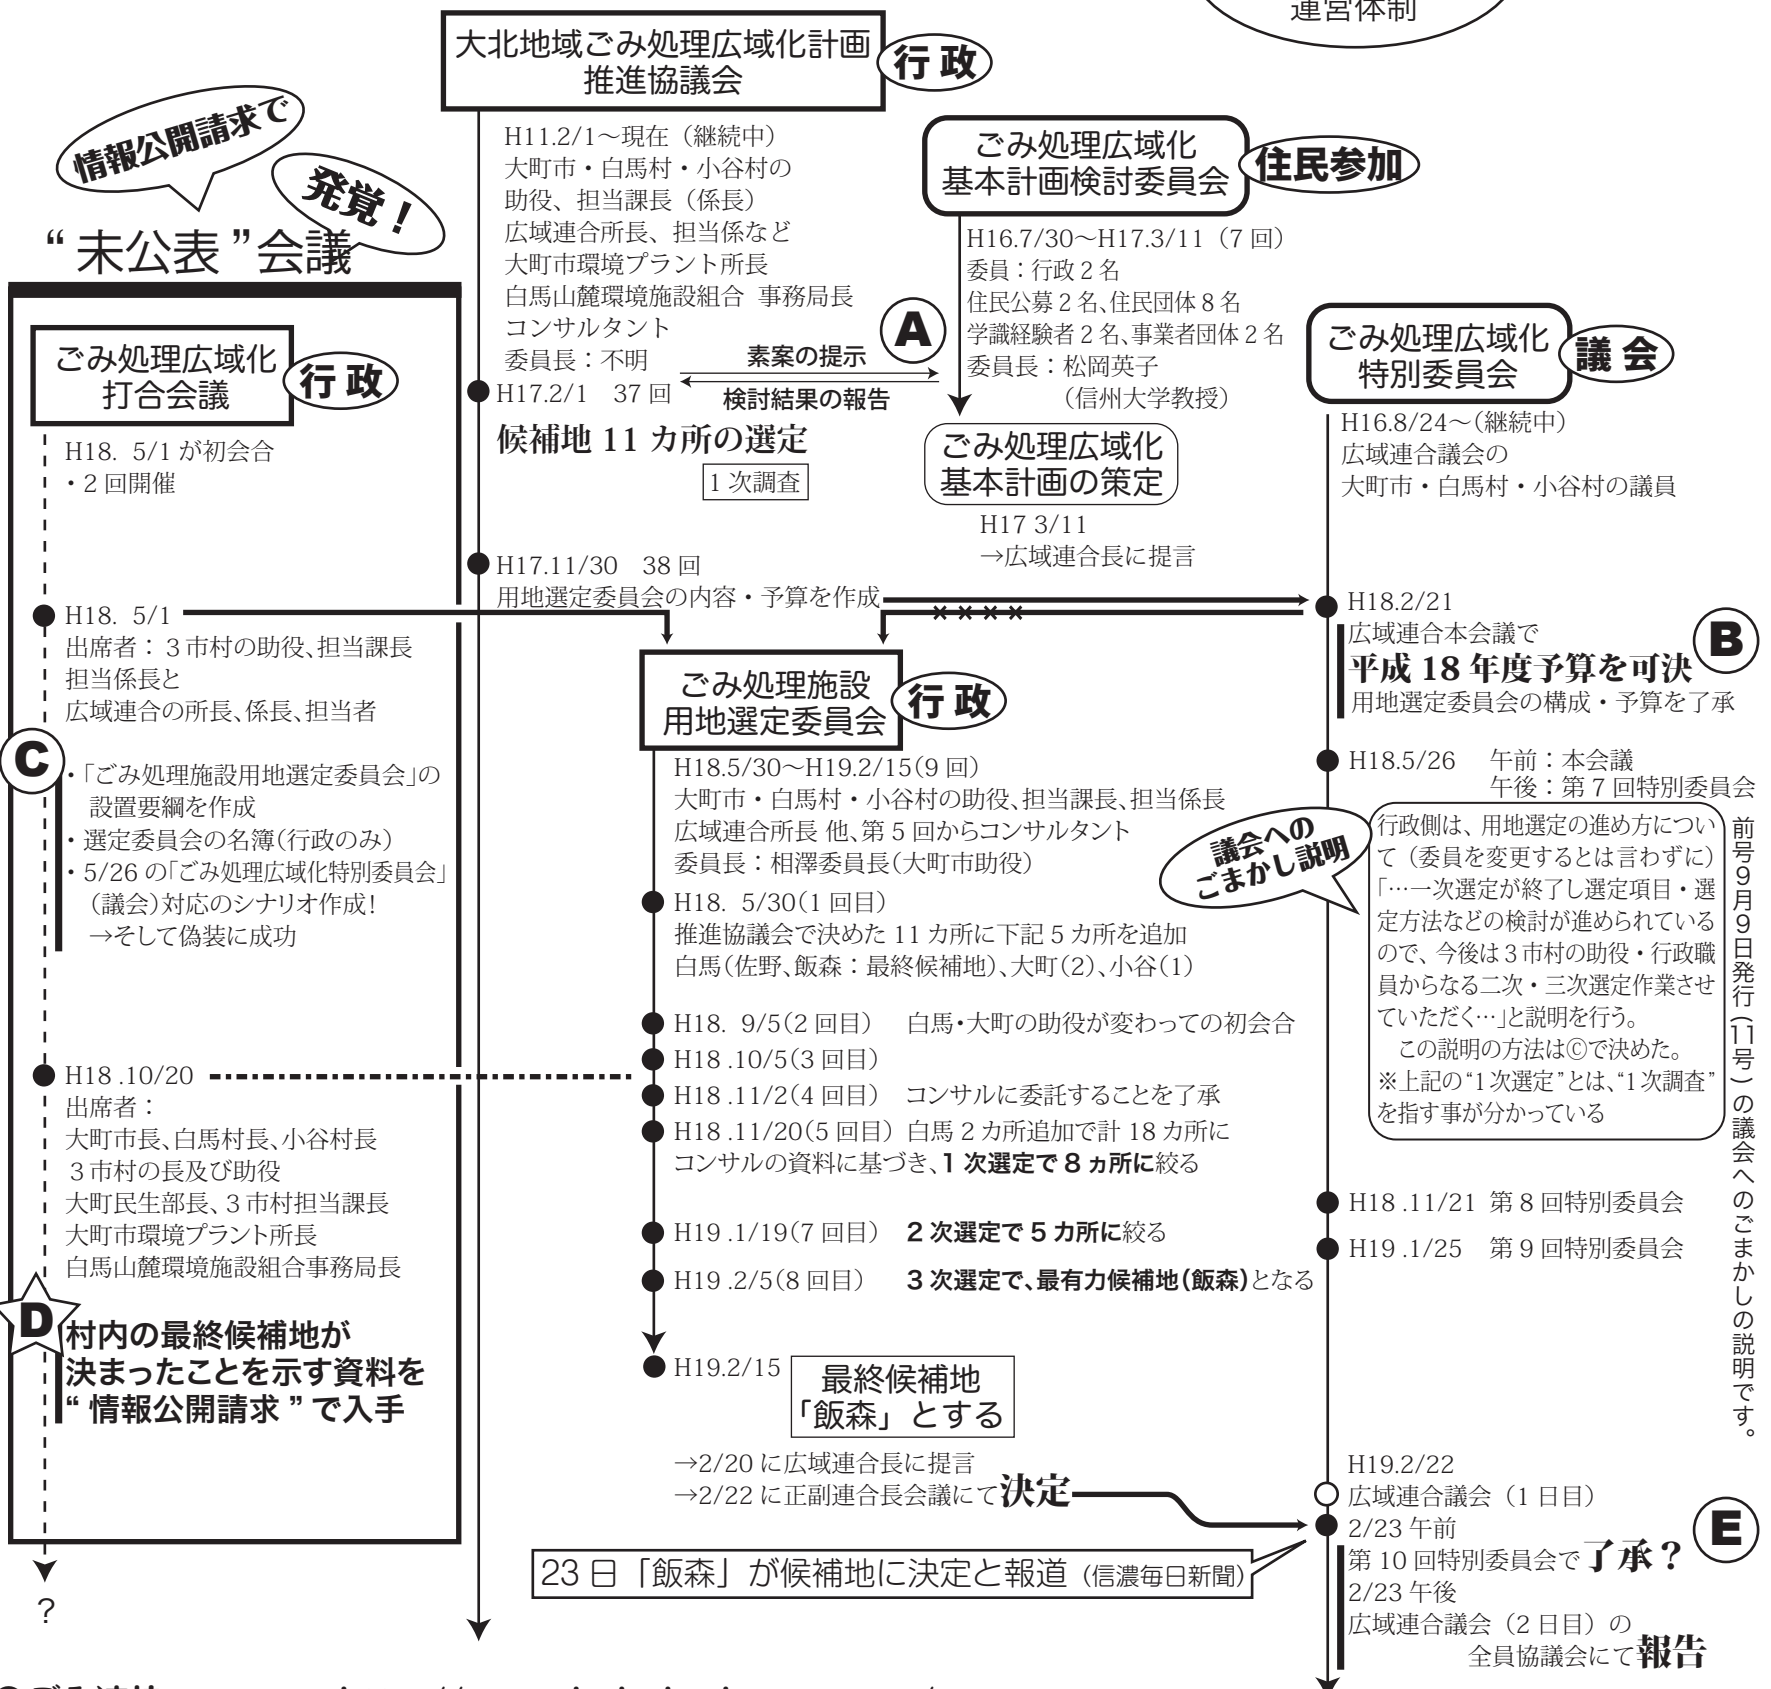 運営体制
大北地域ごみ処理広域化計画
推進協議会
行政
H11.2/1～現在（継続中）
大町市・白馬村・小谷村の
助役、担当課長（係長）
広域連合所長、担当係など
大町市環境プラント所長
白馬山麓環境施設組合 事務局長
コンサルタント
委員長：不明
H17.2/1 37回
候補地 11 カ所の選定
1 次調査
H17.11/30 38回
用地選定委員会の内容・予算を作成
A
素案の提示
検討結果の報告
ごみ処理広域化
基本計画検討委員会
住民参加
H16.7/30～H17.3/11（7 回）
委員：行政 2 名
住民公募 2 名、住民団体 8 名
学識経験者 2 名、事業者団体 2 名
委員長：松岡英子
（信州大学教授）
ごみ処理広域化
基本計画の策定
H17 3/11
→広域連合長に提言
ごみ処理広域化
特別委員会
議会
H16.8/24～（継続中）
広域連合議会の
大町市・白馬村・小谷村の議員
情報公開請求で
発覚！
“未公表”会議
ごみ処理広域化
打合会議
行政
H18. 5/1 が初会合
・2 回開催
H18. 5/1
出席者：３市村の助役、担当課長
担当係長と
広域連合の所長、係長、担当者
C
・「ごみ処理施設用地選定委員会」の
設置要綱を作成
・選定委員会の名簿（行政のみ）
・5/26 の「ごみ処理広域化特別委員会」
（議会）対応のシナリオ作成！
→そして偽装に成功
H18 .10/20
出席者：
大町市長、白馬村長、小谷村長
３市村の長及び助役
大町民生部長、３市村担当課長
大町市環境プラント所長
白馬山麓環境施設組合事務局長
D
村内の最終候補地が
決まったことを示す資料を
“情報公開請求”で入手
?
ごみ処理施設
用地選定委員会
行政
H18.5/30～H19.2/15（9 回）
大町市・白馬村・小谷村の助役、担当課長、担当係長
広域連合所長 他、第 5 回からコンサルタント
委員長：相澤委員長（大町市助役）
H18. 5/30（1 回目）
推進協議会で決めた 11 カ所に下記 5 カ所を追加
白馬（佐野、飯森：最終候補地）、大町（2）、小谷（1）
H18. 9/5（2 回目） 白馬・大町の助役が変わっての初会合
H18 .10/5（3 回目）
H18 .11/2（4 回目） コンサルに委託することを了承
H18 .11/20（5 回目） 白馬 2 カ所追加で計 18 カ所に
コンサルの資料に基づき、1 次選定で 8 ヵ所に絞る
H19 .1/19（7 回目） 2 次選定で 5 カ所に絞る
H19 .2/5（8 回目） 3 次選定で、最有力候補地（飯森）となる
H19.2/15
最終候補地
「飯森」とする
→2/20 に広域連合長に提言
→2/22 に正副連合長会議にて決定
23 日「飯森」が候補地に決定と報道（信濃毎日新聞）
H18.2/21
広域連合本会議で
平成 18 年度予算を可決
用地選定委員会の構成・予算を了承
B
H18.5/26 午前：本会議
午後：第 7 回特別委員会
議会への
ごまかし説明
行政側は、用地選定の進め方につい
て（委員を変更するとは言わずに）
「…一次選定が終了し選定項目・選
定方法などの検討が進められている
ので、今後は３市村の助役・行政職
員からなる二次・三次選定作業させ
ていただく…」と説明を行う。
この説明の方法はⒸで決めた。
※上記の“１次選定”とは、“１次調査”
を指す事が分かっている
前号９月９日発行（11号）の議会へのごまかしの説明です。
H18 .11/21 第 8 回特別委員会
H19 .1/25 第 9 回特別委員会
H19.2/22
広域連合議会（1 日目）
2/23 午前
第 10 回特別委員会で了承？
2/23 午後
広域連合議会（2 日目）の
全員協議会にて報告
E